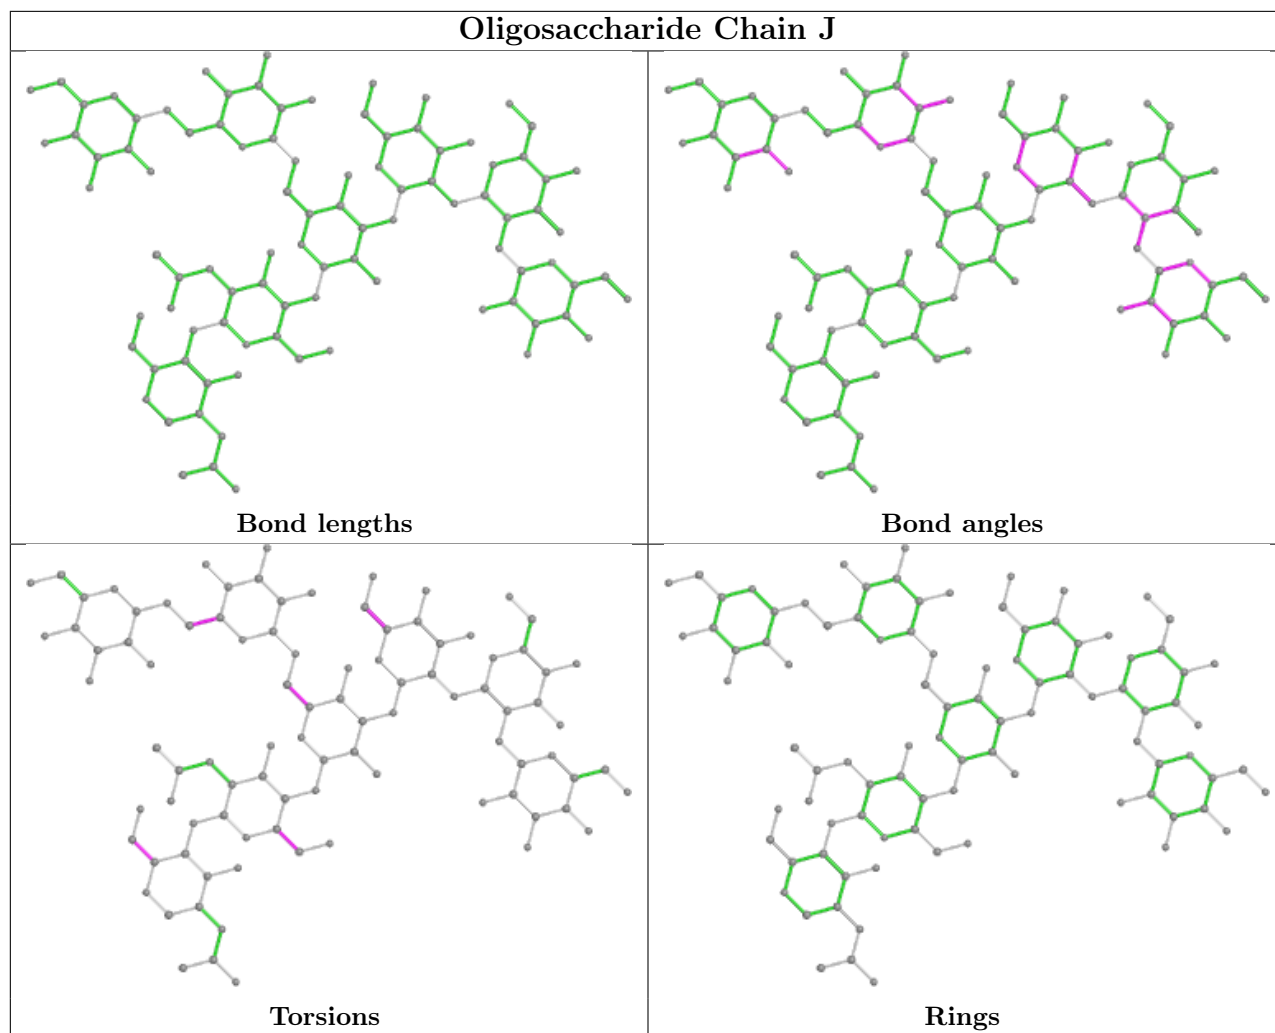 Oligosaccharide Chain J
Bond lengths
Bond angles
Torsions
Rings